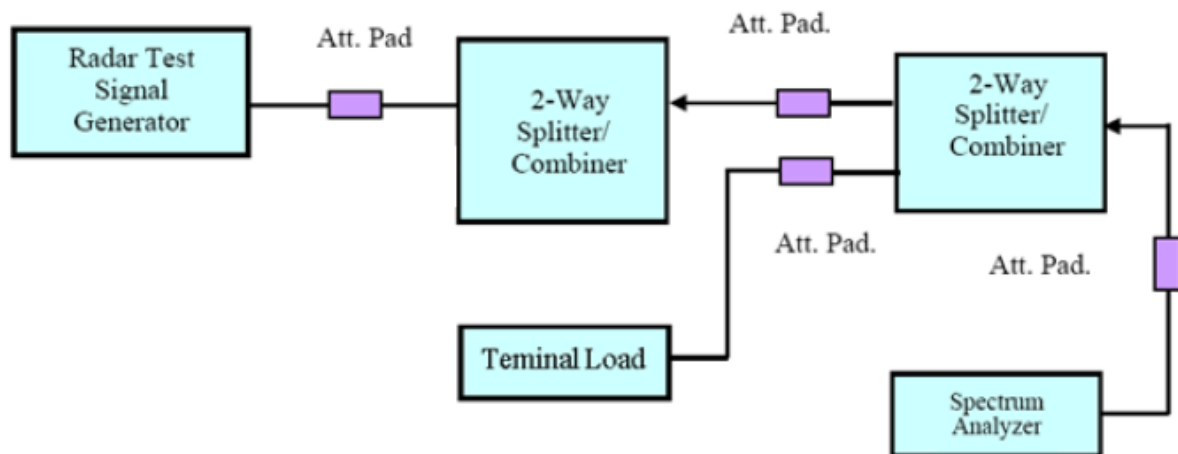 Radar Test
Signal
Generator
Att. Pad
2-Way
Splitter/
Combiner
Att. Pad.
2-Way
Splitter/
Combiner
Att. Pad.
Att. Pad.
Teminal Load
Spectrum
Analyzer